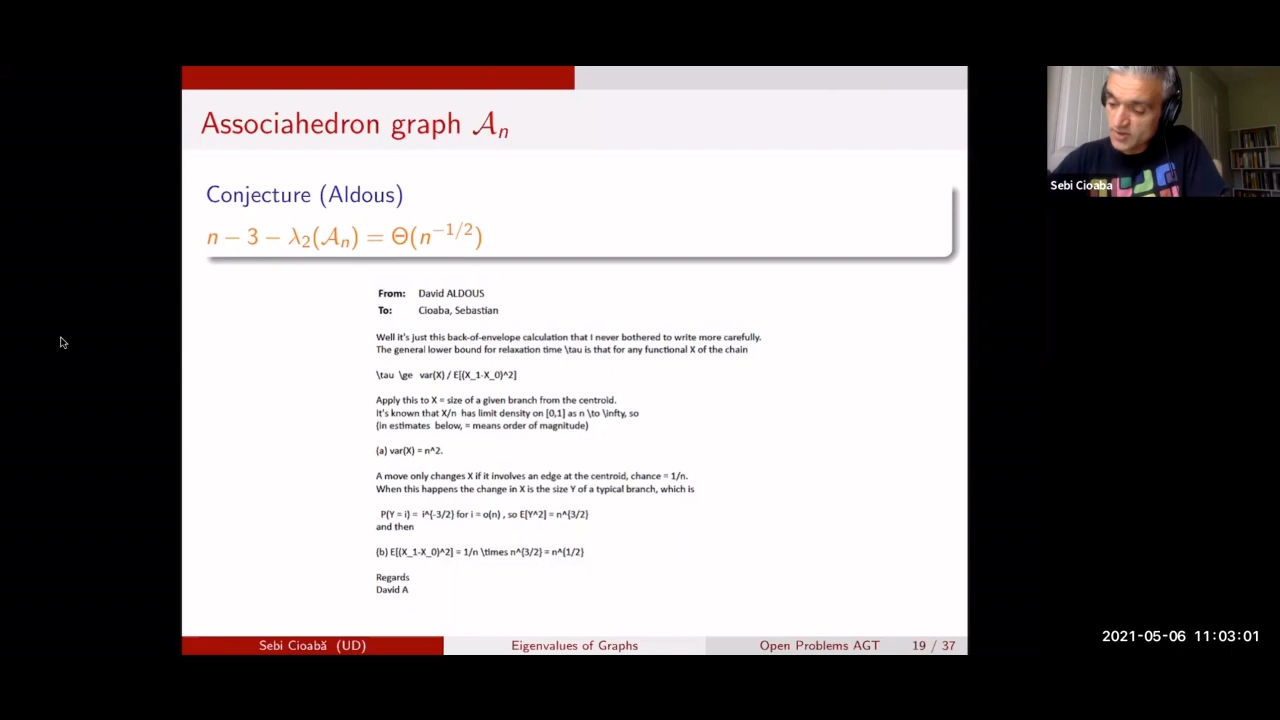 Associahedron graph 𝒜ₙ
Conjecture (Aldous)
n − 3 − λ₂(𝒜ₙ) = Θ(n^{−1/2})
From: David ALDOUS
To: Cioaba, Sebastian
Well it's just this back-of-envelope calculation that I never bothered to write more carefully.
The general lower bound for relaxation time \tau is that for any functional X of the chain
\tau \ge var(X) / E[(X_1-X_0)^2]
Apply this to X = size of a given branch from the centroid.
It's known that X/n has limit density on [0,1] as n \to \infty, so
(in estimates below, = means order of magnitude)
(a) var(X) = n^2.
A move only changes X if it involves an edge at the centroid, chance = 1/n.
When this happens the change in X is the size Y of a typical branch, which is
P(Y = i) = i^{-3/2} for i = o(n) , so E[Y^2] = n^{3/2}
and then
(b) E[(X_1-X_0)^2] = 1/n \times n^{3/2} = n^{1/2}
Regards
David A
Sebi Cioabă (UD) Eigenvalues of Graphs Open Problems AGT 19 / 37
Sebi Cioaba
2021-05-06 11:03:01